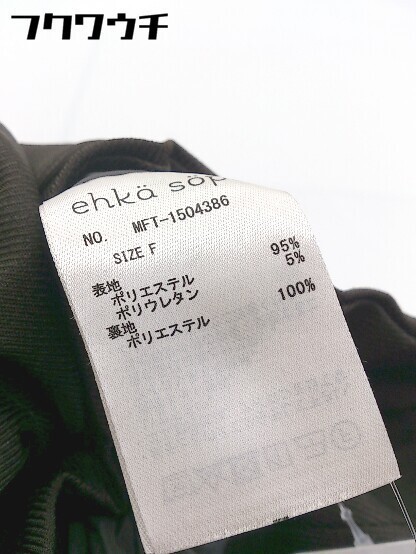 フクワウチ
ehkä söp
NO. MFT-1504386
SIZE F
表地
ポリエステル 95%
ポリウレタン 5%
裏地
ポリエステル 100%